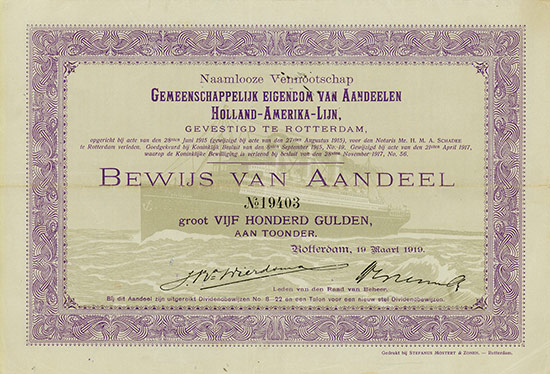 Naamlooze Vennootschap
Gemeenschappelijk eigendom van Aandeelen
Holland-Amerika-Lijn,
GEVESTIGD TE ROTTERDAM,
opgericht bij acte van den 28sten Juni 1915 (gewijzigd bij acte van den 27sten Augustus 1915), voor den Notaris Mr. H. M. A. SCHADEE
te Rotterdam verleden. Goedgekeurd bij Koninklijk Besluit van den 8sten September 1915, No. 49. Gewijzigd bij acte van den 21sten April 1917,
waarop de Koninklijke Bewilliging is verleend bij besluit van den 28sten November 1917, No. 56.
BEWIJS VAN AANDEEL
No 19403
groot VIJF HONDERD GULDEN,
AAN TOONDER.
Rotterdam, 19 Maart 1919.
Leden van den Raad van Beheer.
Bij dit Aandeel zijn uitgereikt Dividendbewijzen No. 6–22 en een Talon voor een nieuw stel Dividendbewijzen.
Gedrukt bij STEFANUS MOSTERT & ZONEN. — Rotterdam.